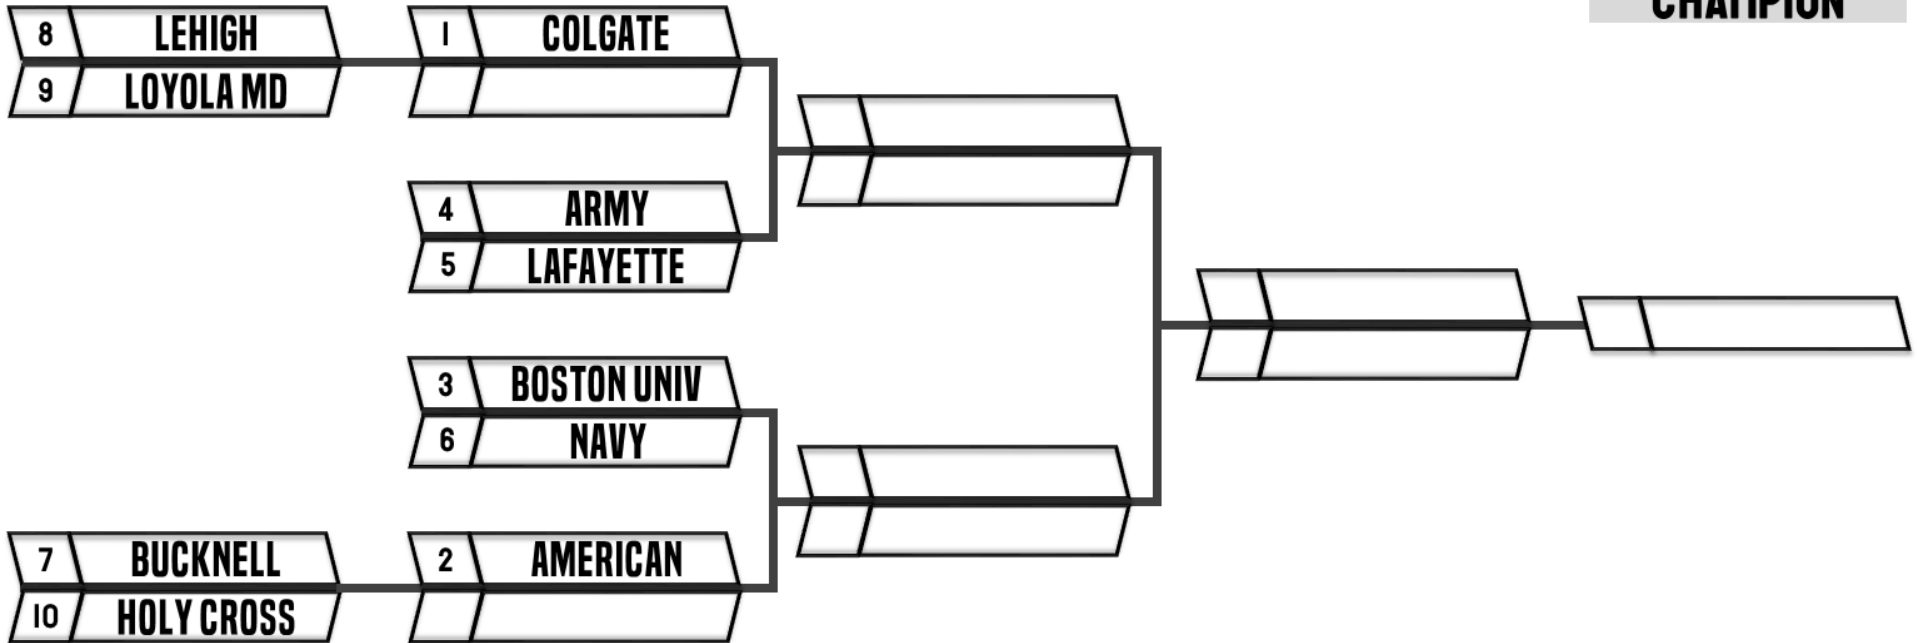 CHAMPION
8 LEHIGH
9 LOYOLA MD
1 COLGATE
4 ARMY
5 LAFAYETTE
3 BOSTON UNIV
6 NAVY
7 BUCKNELL
10 HOLY CROSS
2 AMERICAN